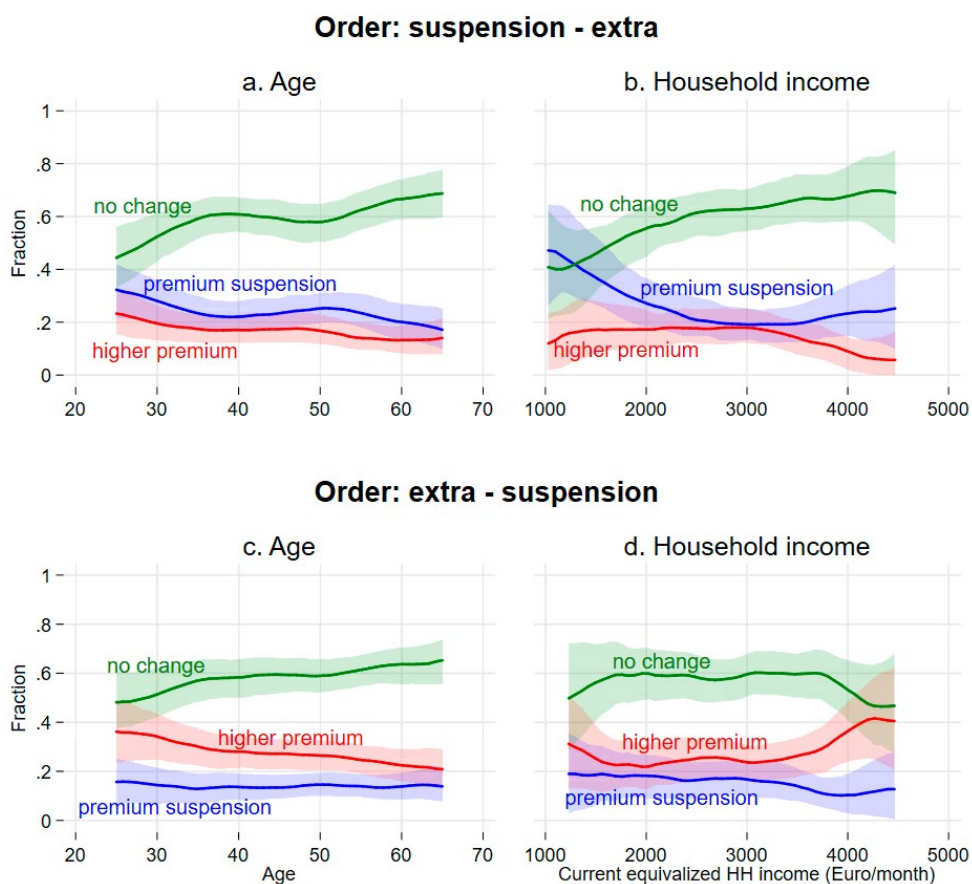 Order: suspension - extra
a. Age
b. Household income
1
.8
.6
.4
.2
0
Fraction
no change
premium suspension
higher premium
20 30 40 50 60 70
no change
premium suspension
higher premium
1000 2000 3000 4000 5000
Order: extra - suspension
c. Age
d. Household income
1
.8
.6
.4
.2
0
Fraction
no change
higher premium
premium suspension
20 30 40 50 60 70
Age
no change
higher premium
premium suspension
1000 2000 3000 4000 5000
Current equivalized HH income (Euro/month)